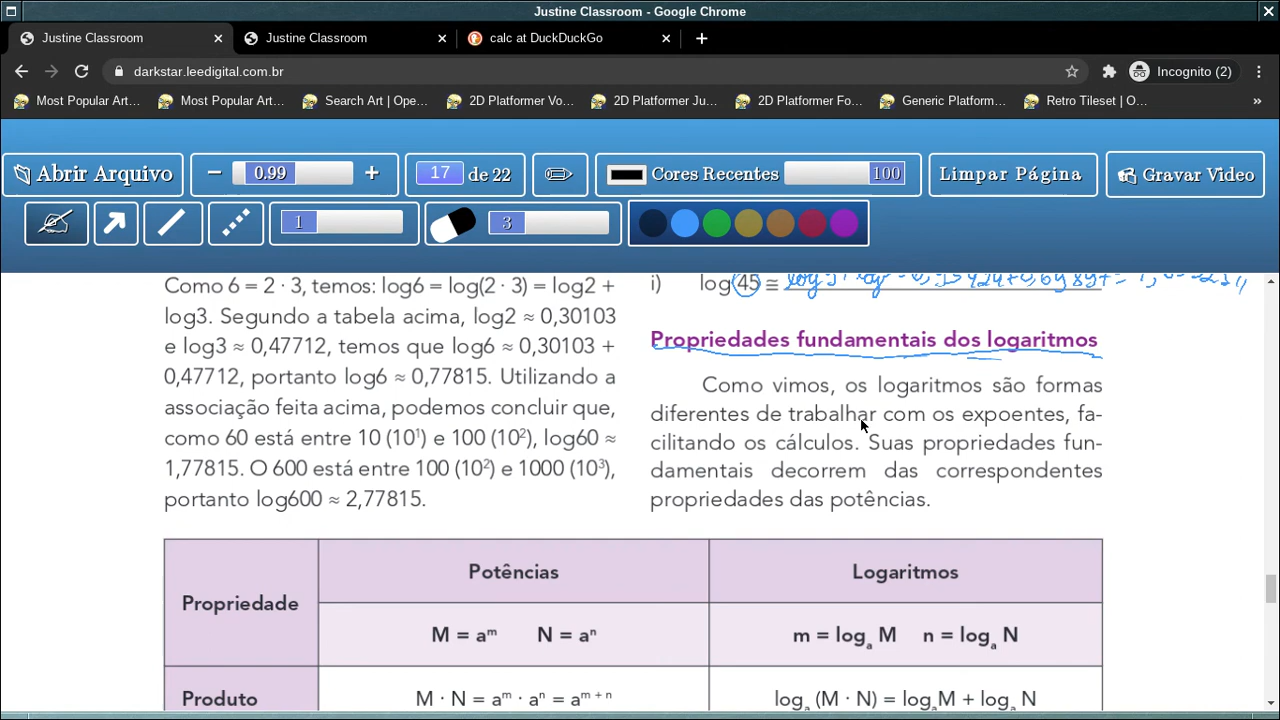 Justine Classroom - Google Chrome
Justine Classroom
Justine Classroom
calc at DuckDuckGo
darkstar.leedigital.com.br
Incognito (2)
Most Popular Art...
Most Popular Art...
Search Art | Ope...
2D Platformer Vo...
2D Platformer Ju...
2D Platformer Fo...
Generic Platform...
Retro Tileset | O...
»
Abrir Arquivo
− 0.99 +
17 de 22
Cores Recentes 100
Limpar Página
Gravar Video
1
3
Como 6 = 2 · 3, temos: log6 = log(2 · 3) = log2 +
log3. Segundo a tabela acima, log2 ≈ 0,30103
e log3 ≈ 0,47712, temos que log6 ≈ 0,30103 +
0,47712, portanto log6 ≈ 0,77815. Utilizando a
associação feita acima, podemos concluir que,
como 60 está entre 10 (10¹) e 100 (10²), log60 ≈
1,77815. O 600 está entre 100 (10²) e 1000 (10³),
portanto log600 ≈ 2,77815.
i) log 45 ≅
Propriedades fundamentais dos logaritmos
Como vimos, os logaritmos são formas
diferentes de trabalhar com os expoentes, fa-
cilitando os cálculos. Suas propriedades fun-
damentais decorrem das correspondentes
propriedades das potências.
Propriedade
Potências
Logaritmos
M = aᵐ N = aⁿ
m = logₐ M n = logₐ N
Produto
M · N = aᵐ · aⁿ = aᵐ ⁺ ⁿ
logₐ (M · N) = logₐM + logₐ N